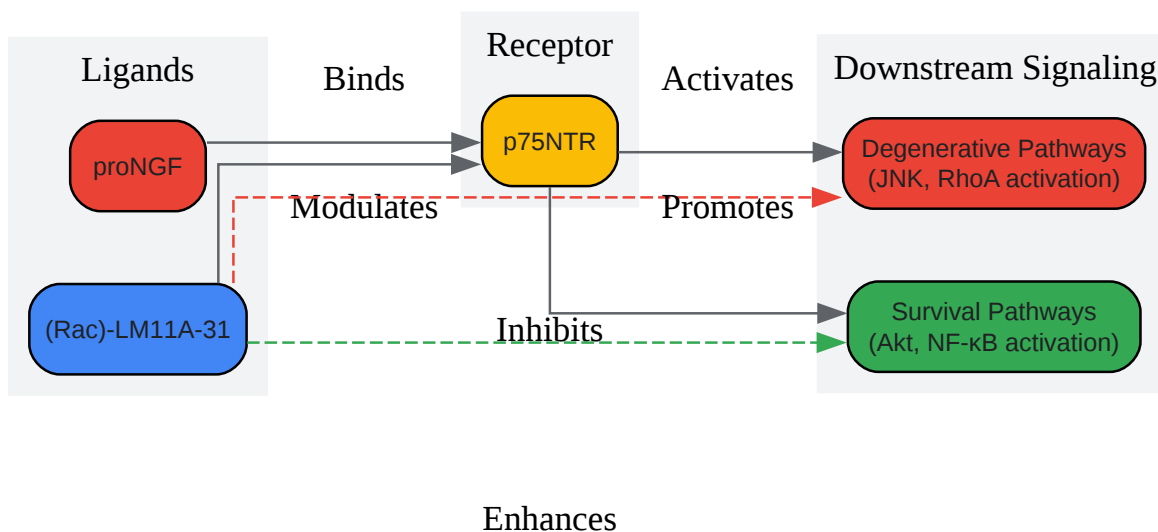 Ligands
Receptor
Downstream Signaling
Binds
Activates
proNGF
p75NTR
Degenerative Pathways
(JNK, RhoA activation)
Modulates
Promotes
(Rac)-LM11A-31
Inhibits
Survival Pathways
(Akt, NF-κB activation)
Enhances